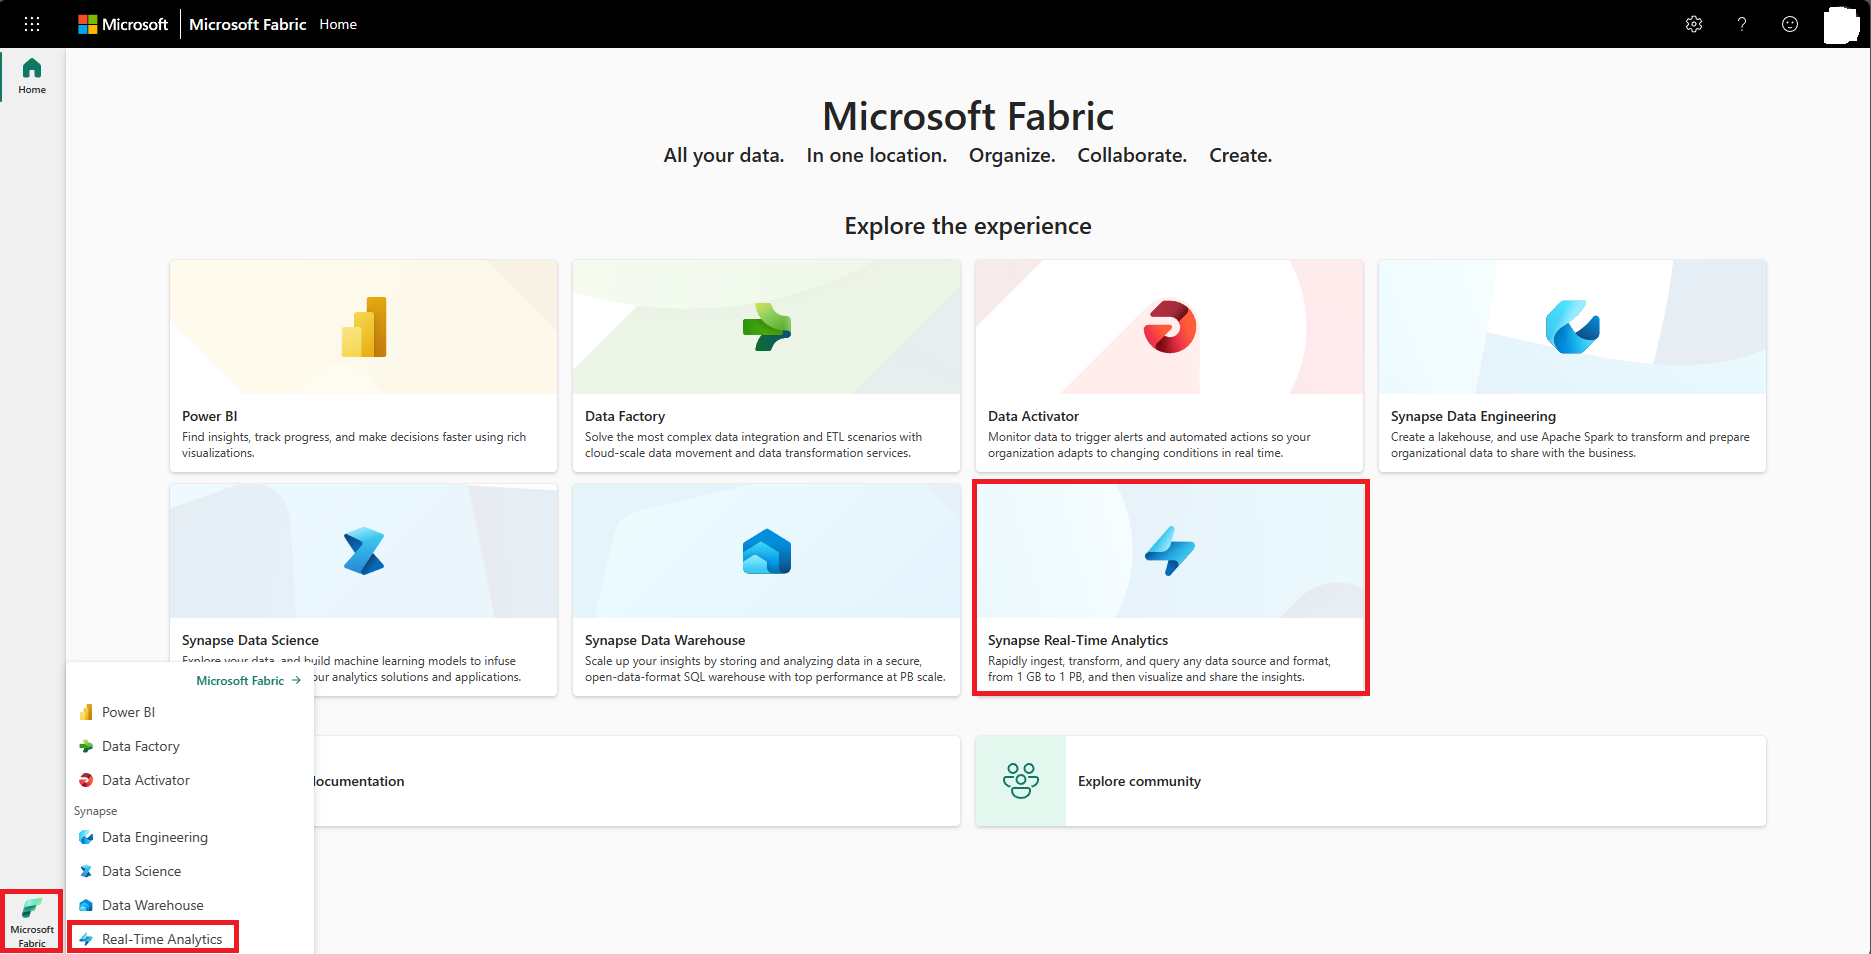 Microsoft
Microsoft Fabric
Home
Home
Microsoft Fabric
All your data. In one location. Organize. Collaborate. Create.
Explore the experience
Power BI
Find insights, track progress, and make decisions faster using rich
visualizations.
Data Factory
Solve the most complex data integration and ETL scenarios with
cloud-scale data movement and data transformation services.
Data Activator
Monitor data to trigger alerts and automated actions so your
organization adapts to changing conditions in real time.
Synapse Data Engineering
Create a lakehouse, and use Apache Spark to transform and prepare
organizational data to share with the business.
Synapse Data Science
Explore your data, and build machine learning models to infuse
our analytics solutions and applications.
Synapse Data Warehouse
Scale up your insights by storing and analyzing data in a secure,
open-data-format SQL warehouse with top performance at PB scale.
Synapse Real-Time Analytics
Rapidly ingest, transform, and query any data source and format,
from 1 GB to 1 PB, and then visualize and share the insights.
ocumentation
Explore community
Microsoft Fabric
Power BI
Data Factory
Data Activator
Synapse
Data Engineering
Data Science
Data Warehouse
Real-Time Analytics
Microsoft
Fabric